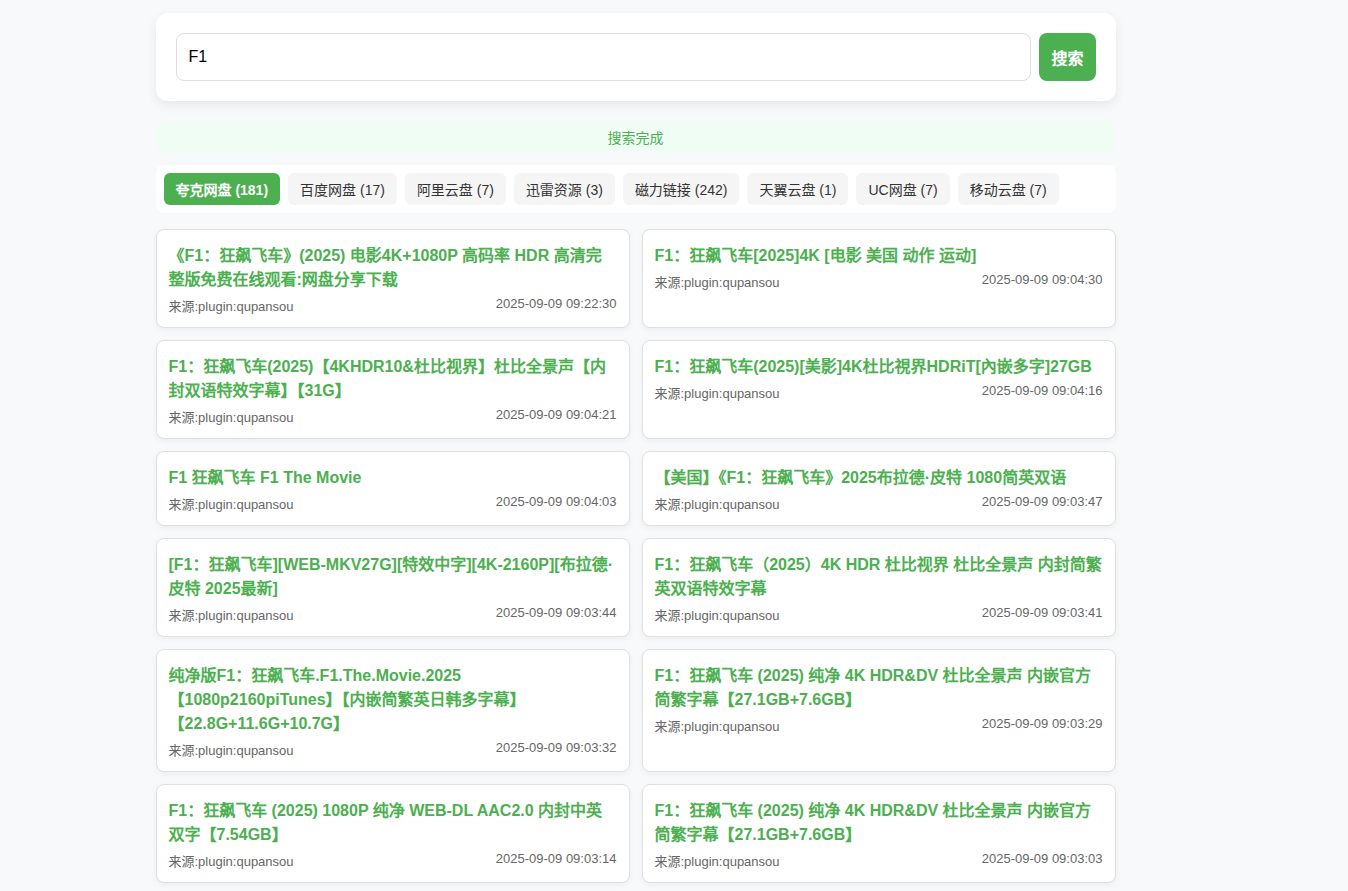 F1
搜索
搜索完成
夸克网盘 (181)
百度网盘 (17)
阿里云盘 (7)
迅雷资源 (3)
磁力链接 (242)
天翼云盘 (1)
UC网盘 (7)
移动云盘 (7)
《F1：狂飙飞车》(2025) 电影4K+1080P 高码率 HDR 高清完
整版免费在线观看:网盘分享下载
来源:plugin:qupansou
2025-09-09 09:22:30
F1：狂飙飞车[2025]4K [电影 美国 动作 运动]
来源:plugin:qupansou
2025-09-09 09:04:30
F1：狂飙飞车(2025)【4KHDR10&杜比视界】杜比全景声【内
封双语特效字幕】【31G】
来源:plugin:qupansou
2025-09-09 09:04:21
F1：狂飙飞车(2025)[美影]4K杜比視界HDRiT[內嵌多字]27GB
来源:plugin:qupansou
2025-09-09 09:04:16
F1 狂飙飞车 F1 The Movie
来源:plugin:qupansou
2025-09-09 09:04:03
【美国】《F1：狂飙飞车》2025布拉德·皮特 1080简英双语
来源:plugin:qupansou
2025-09-09 09:03:47
[F1：狂飙飞车][WEB-MKV27G][特效中字][4K-2160P][布拉德·
皮特 2025最新]
来源:plugin:qupansou
2025-09-09 09:03:44
F1：狂飙飞车（2025）4K HDR 杜比视界 杜比全景声 内封简繁
英双语特效字幕
来源:plugin:qupansou
2025-09-09 09:03:41
纯净版F1：狂飙飞车.F1.The.Movie.2025
【1080p2160piTunes】【内嵌简繁英日韩多字幕】
【22.8G+11.6G+10.7G】
来源:plugin:qupansou
2025-09-09 09:03:32
F1：狂飙飞车 (2025) 纯净 4K HDR&DV 杜比全景声 内嵌官方
简繁字幕【27.1GB+7.6GB】
来源:plugin:qupansou
2025-09-09 09:03:29
F1：狂飙飞车 (2025) 1080P 纯净 WEB-DL AAC2.0 内封中英
双字【7.54GB】
来源:plugin:qupansou
2025-09-09 09:03:14
F1：狂飙飞车 (2025) 纯净 4K HDR&DV 杜比全景声 内嵌官方
简繁字幕【27.1GB+7.6GB】
来源:plugin:qupansou
2025-09-09 09:03:03